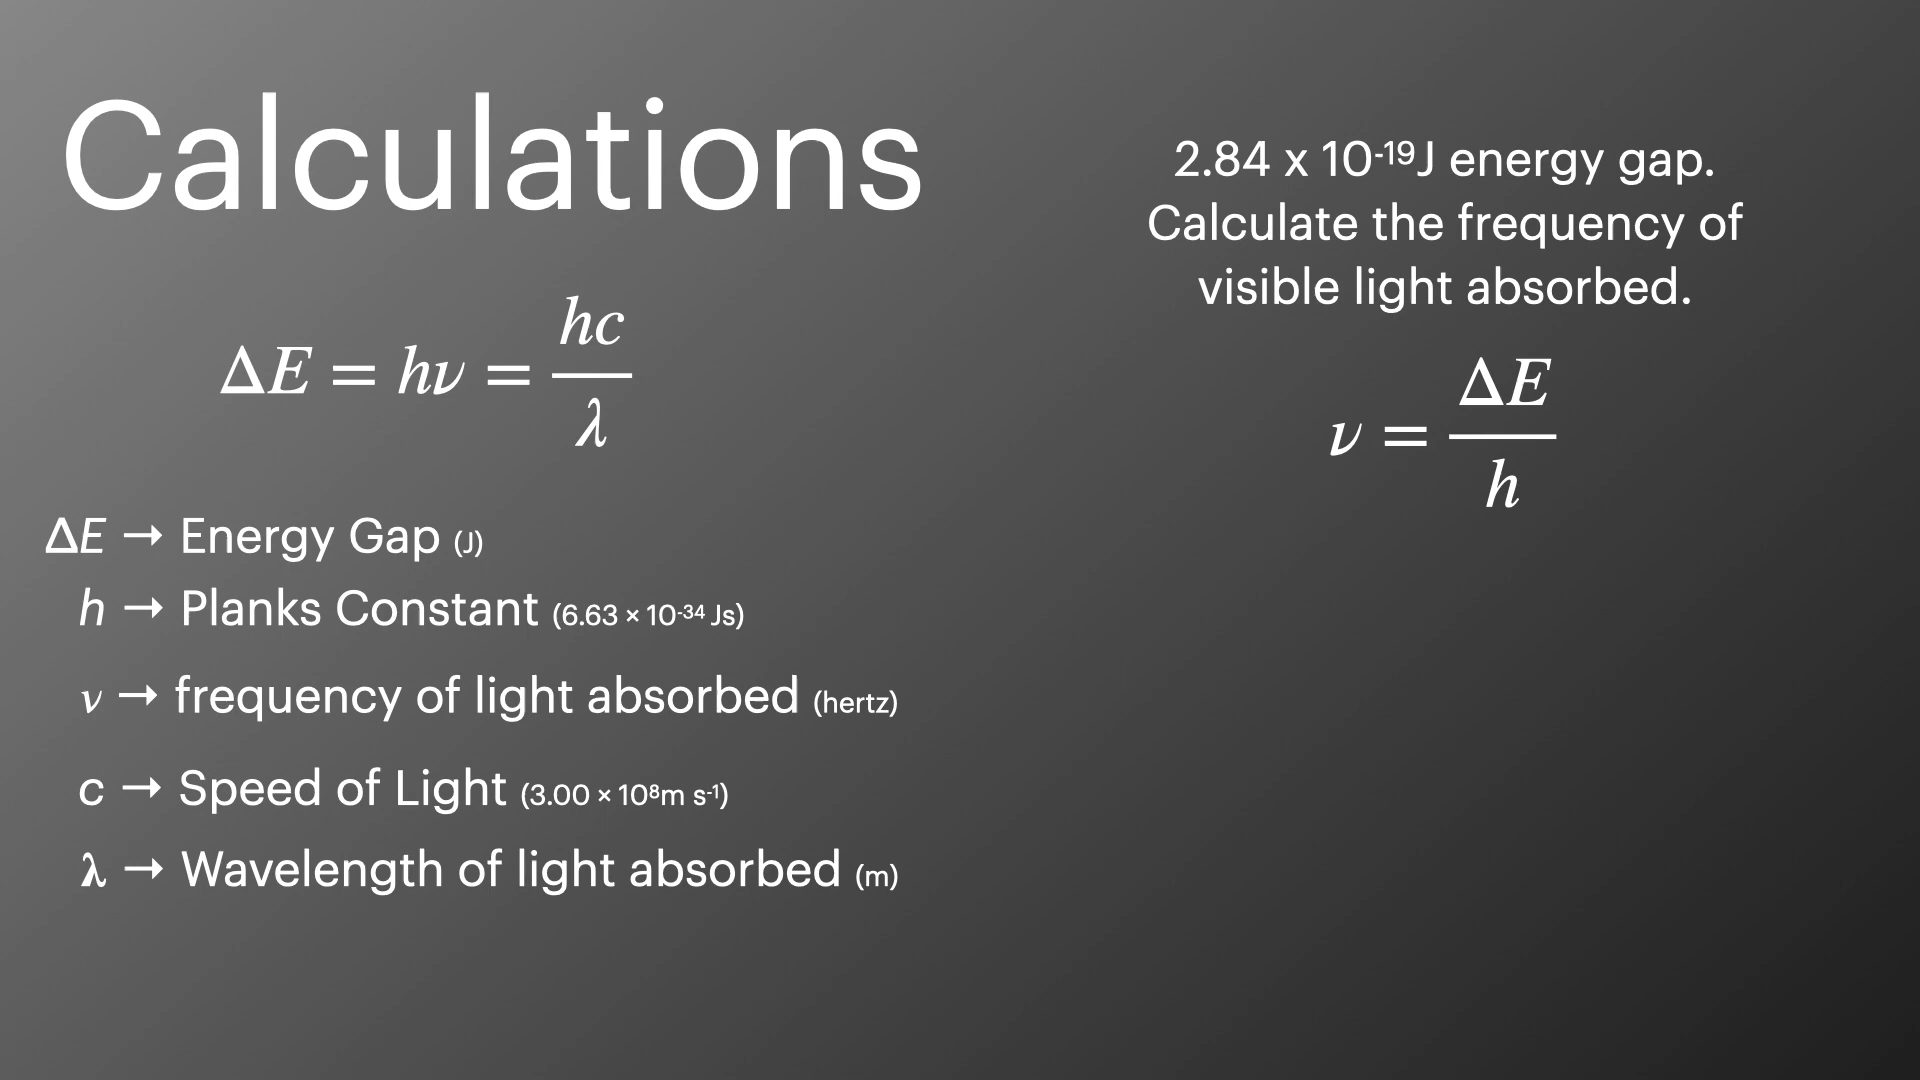 Calculations
ΔE = hν = hc/λ
ΔE → Energy Gap (J)
h → Planks Constant (6.63 × 10⁻³⁴ Js)
ν → frequency of light absorbed (hertz)
c → Speed of Light (3.00 × 10⁸m s⁻¹)
λ → Wavelength of light absorbed (m)
2.84 x 10⁻¹⁹J energy gap.
Calculate the frequency of
visible light absorbed.
ν = ΔE/h